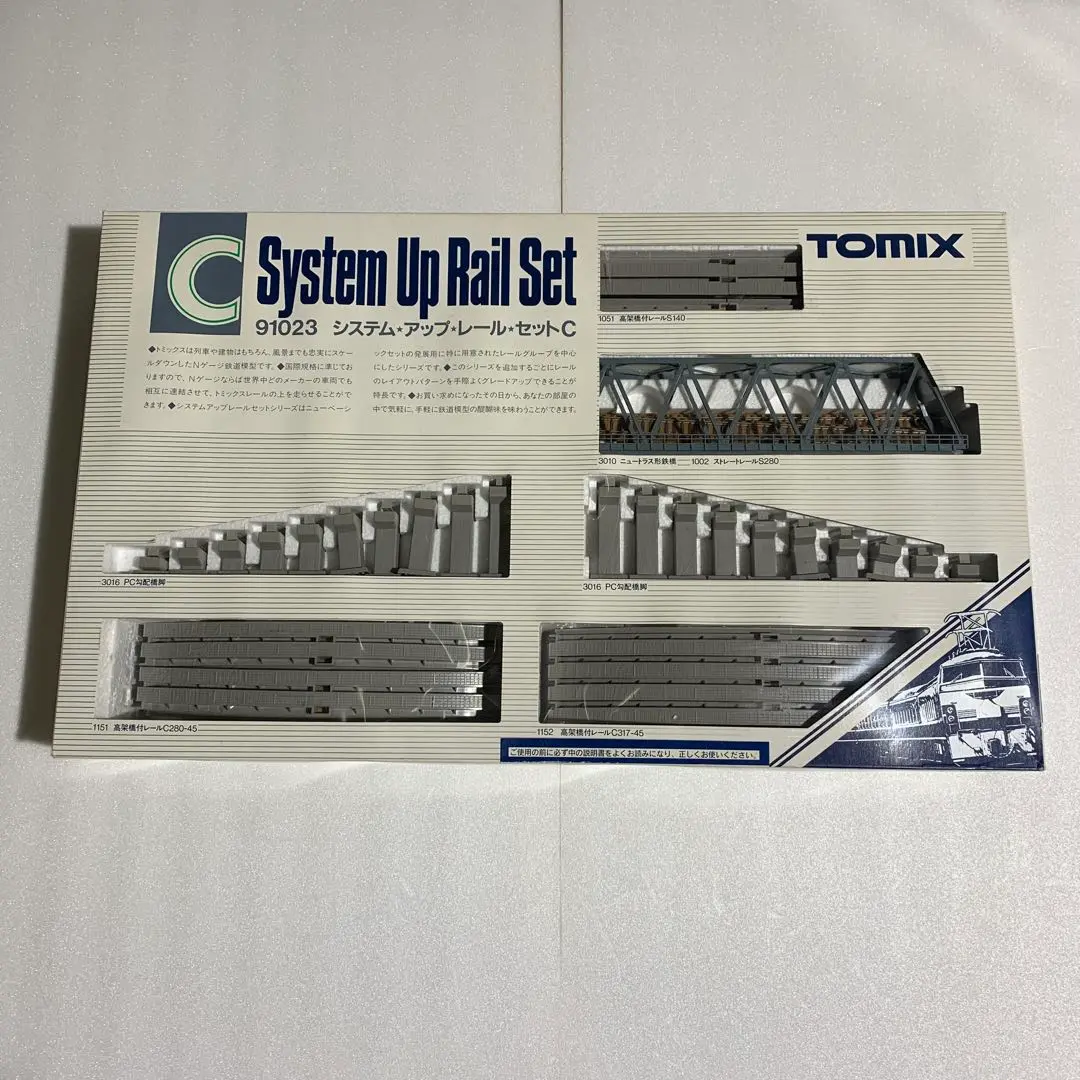 C
System Up Rail Set
91023 システム★アップ★レール★セットC
◆トミックスは列車や建物はもちろん、風景までも忠実にスケー
ルダウンしたNゲージ鉄道模型です。◆国際規格に準じてお
りますので、Nゲージならば世界中どのメーカーの車両でも
相互に連結させて、トミックスレールの上を走らせることがで
きます。◆システムアップレールセットシリーズはニューベーシ
ックセットの発展用に特に用意されたレールグループを中心
にしたシリーズです。◆このシリーズを追加するごとにレール
のレイアウトパターンを手際よくグレードアップできることが
特長です。◆お買い求めになったその日から、あなたの部屋の
中で気軽に、手軽に鉄道模型の醍醐味を味わうことができます。
TOMIX
1051 高架橋付レールS140
3010 ニュートラス形鉄橋 — 1002 ストレートレールS280
3016 PC勾配橋脚
3016 PC勾配橋脚
1151 高架橋付レールC280-45
1152 高架橋付レールC317-45
ご使用の前に必ず中の説明書をよくお読みになり、正しくお使いください。